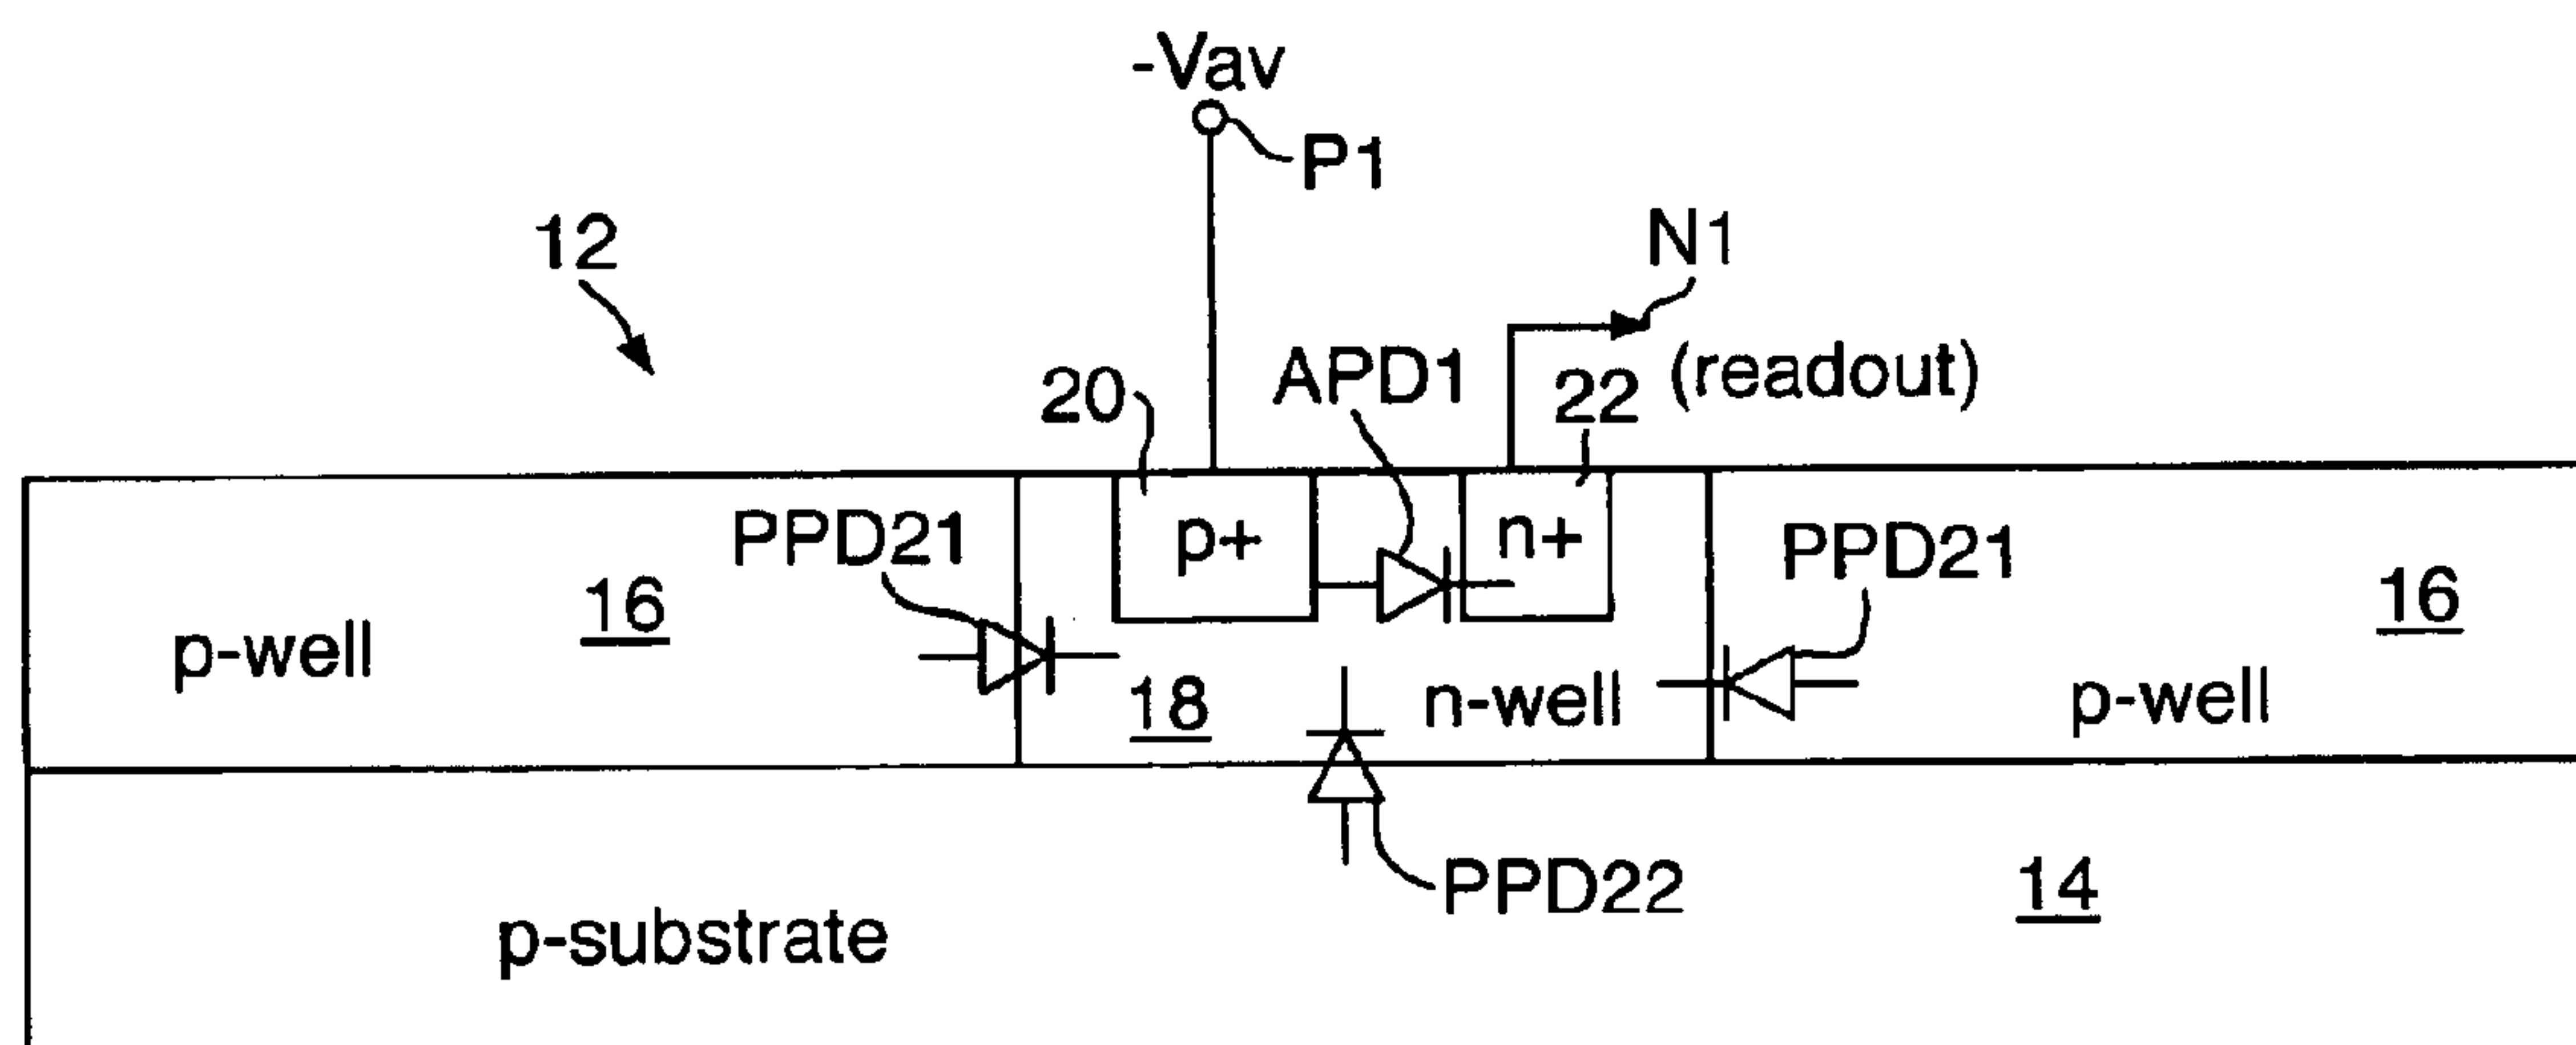 -Vav
P1
12
N1
20
APD1
22
(readout)
PPD21
p+
n+
PPD21
16
16
p-well
18
n-well
p-well
PPD22
14
p-substrate